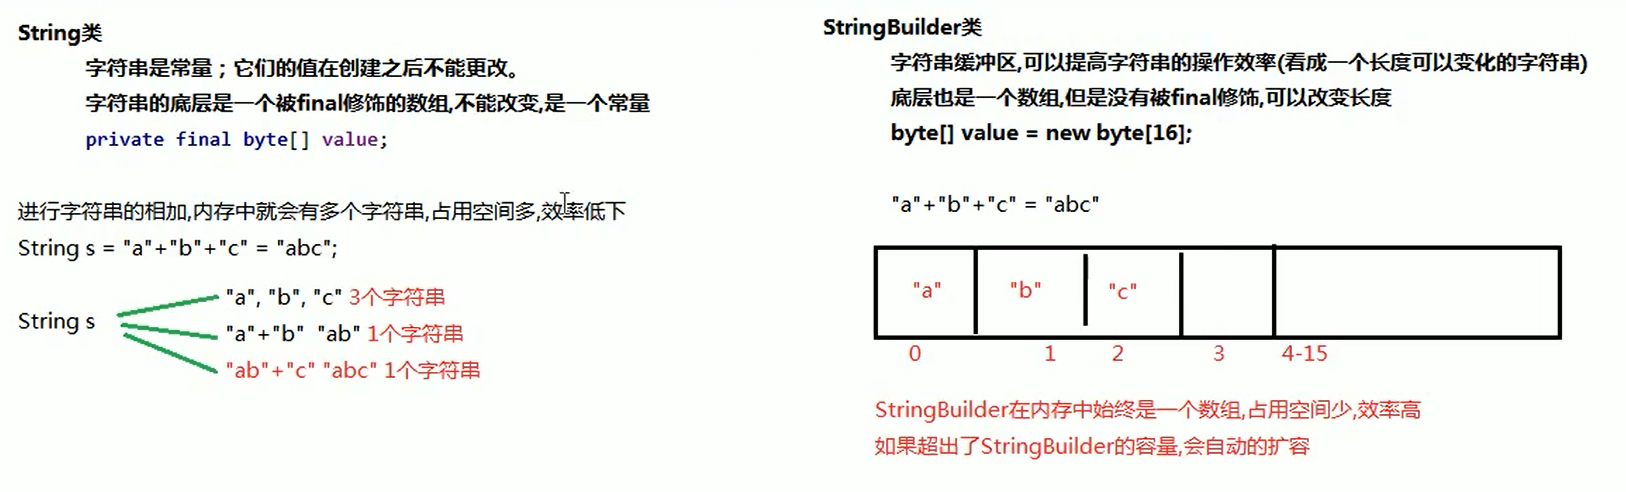 String类
字符串是常量；它们的值在创建之后不能更改。
字符串的底层是一个被final修饰的数组,不能改变,是一个常量
private final byte[] value;
进行字符串的相加,内存中就会有多个字符串,占用空间多,效率低下
String s = "a"+"b"+"c" = "abc";
String s
"a", "b", "c" 3个字符串
"a"+"b" "ab" 1个字符串
"ab"+"c" "abc" 1个字符串
StringBuilder类
字符串缓冲区,可以提高字符串的操作效率(看成一个长度可以变化的字符串)
底层也是一个数组,但是没有被final修饰,可以改变长度
byte[] value = new byte[16];
"a"+"b"+"c" = "abc"
"a" "b" "c"
0 1 2 3 4-15
StringBuilder在内存中始终是一个数组,占用空间少,效率高
如果超出了StringBuilder的容量,会自动的扩容